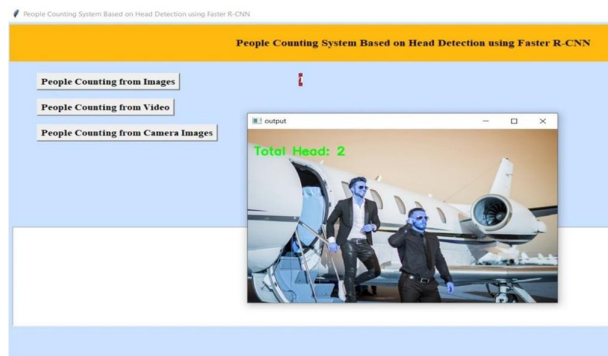 People Counting System Based on Head Detection using Faster R-CNN
People Counting System Based on Head Detection using Faster R-CNN
People Counting from Images
People Counting from Video
People Counting from Camera Images
output
Total Head: 2